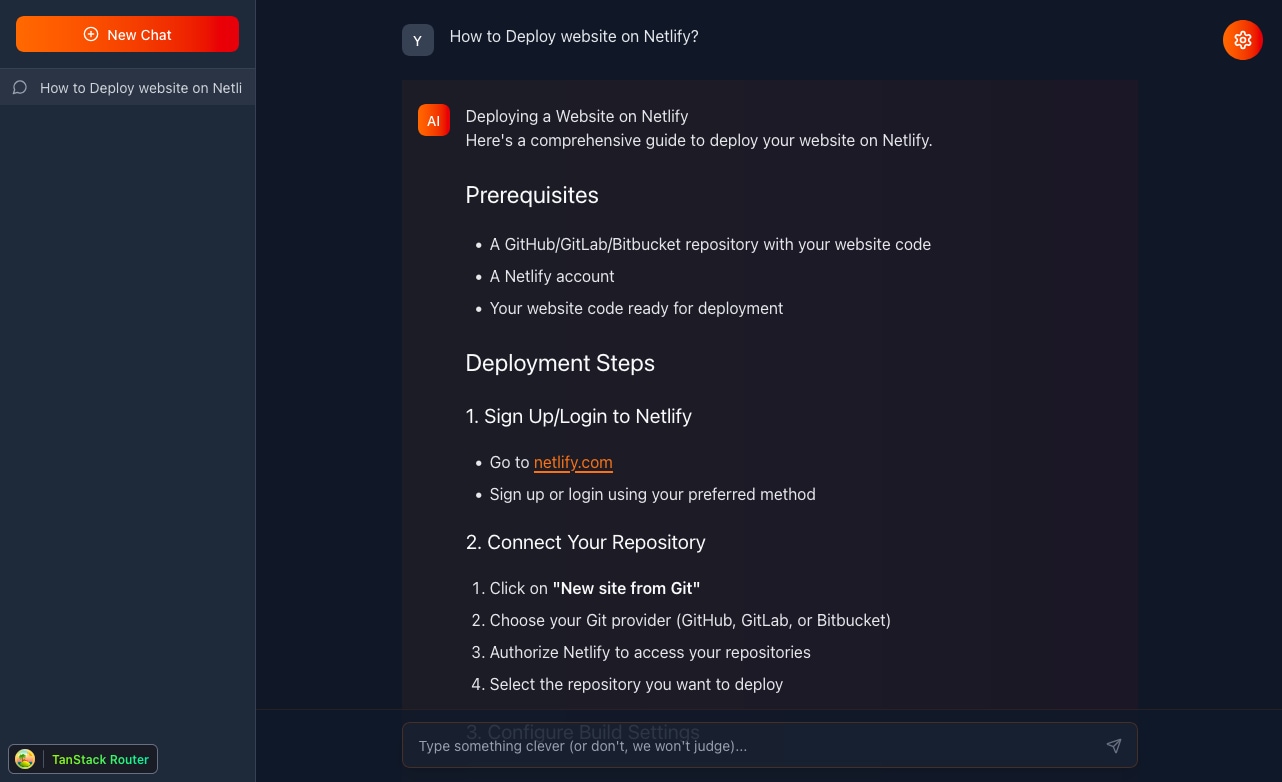 New Chat
How to Deploy website on Netli
TanStack Router
Y
How to Deploy website on Netlify?
AI
Deploying a Website on Netlify
Here's a comprehensive guide to deploy your website on Netlify.
Prerequisites
• A GitHub/GitLab/Bitbucket repository with your website code
• A Netlify account
• Your website code ready for deployment
Deployment Steps
1. Sign Up/Login to Netlify
• Go to netlify.com
• Sign up or login using your preferred method
2. Connect Your Repository
1. Click on "New site from Git"
2. Choose your Git provider (GitHub, GitLab, or Bitbucket)
3. Authorize Netlify to access your repositories
4. Select the repository you want to deploy
3. Configure Build Settings
Type something clever (or don't, we won't judge)...